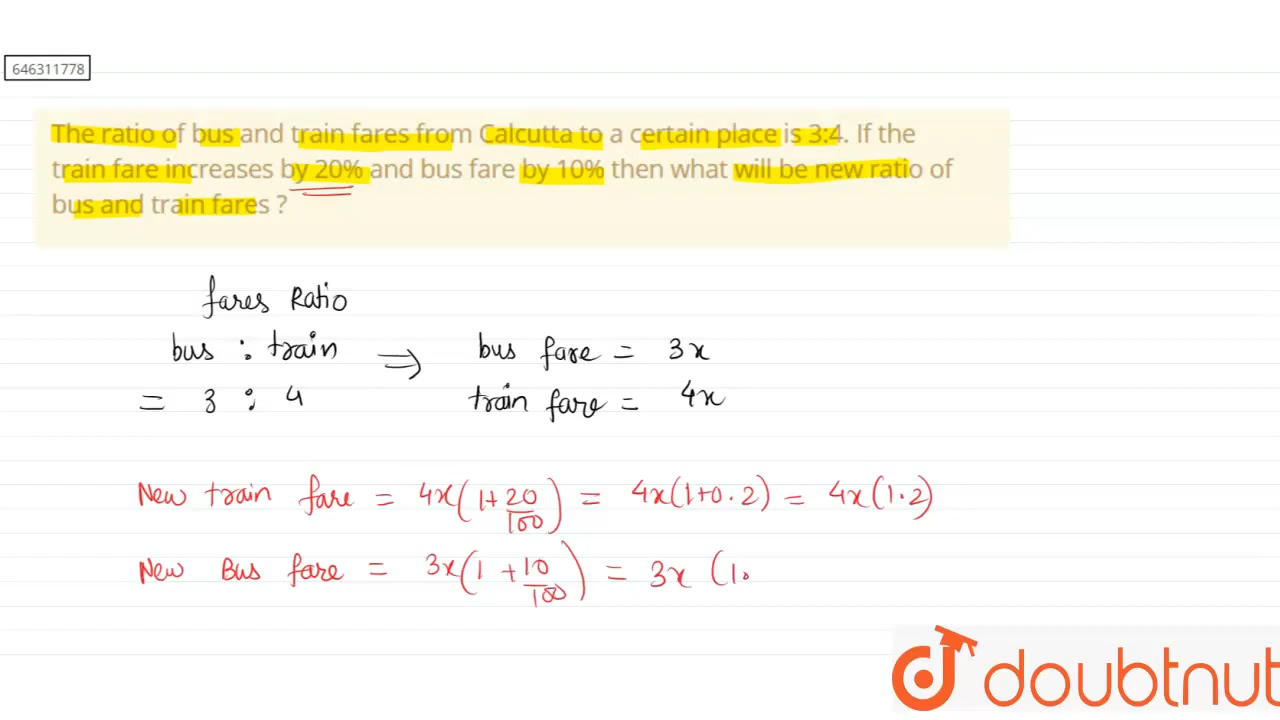 646311778
The ratio of bus and train fares from Calcutta to a certain place is 3:4. If the
train fare increases by 20% and bus fare by 10% then what will be new ratio of
bus and train fares ?
fares Ratio
bus : train ⇒ bus fare = 3x
= 3 : 4 train fare = 4x
New train fare = 4x(1+20/100) = 4x(1+0.2) = 4x(1.2)
New Bus fare = 3x(1+10/100) = 3x (1.
doubtnut